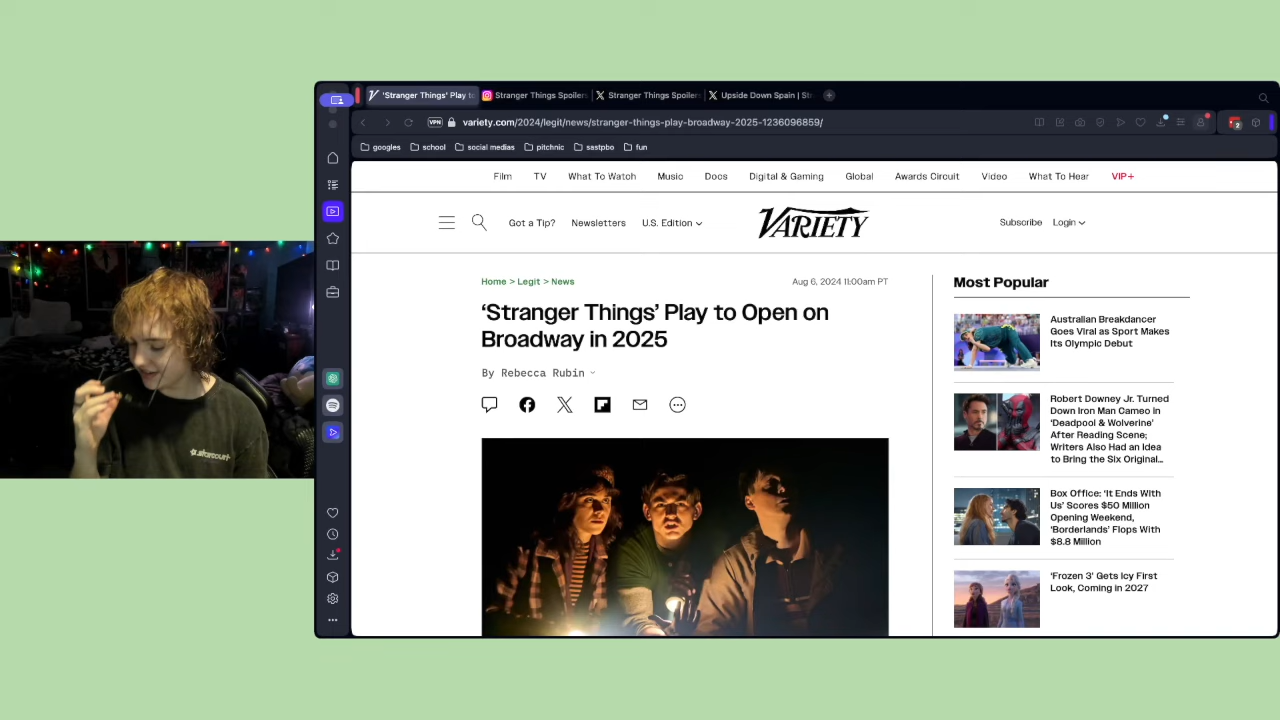 'Stranger Things' Play to
Stranger Things Spoilers
Stranger Things Spoilers
Upside Down Spain | Str
VPN
variety.com/2024/legit/news/stranger-things-play-broadway-2025-1236096859/
2
googles
school
social medias
pitchnic
sastpbo
fun
Film
TV
What To Watch
Music
Docs
Digital & Gaming
Global
Awards Circuit
Video
What To Hear
VIP+
Got a Tip?
Newsletters
U.S. Edition
VARIETY
Subscribe
Login
Home > Legit > News
Aug 6, 2024 11:00am PT
‘Stranger Things’ Play to Open on
Broadway in 2025
By Rebecca Rubin
Most Popular
Australian Breakdancer
Goes Viral as Sport Makes
Its Olympic Debut
Robert Downey Jr. Turned
Down Iron Man Cameo in
‘Deadpool & Wolverine’
After Reading Scene;
Writers Also Had an Idea
to Bring the Six Original…
Box Office: ‘It Ends With
Us’ Scores $50 Million
Opening Weekend,
‘Borderlands’ Flops With
$8.8 Million
‘Frozen 3’ Gets Icy First
Look, Coming in 2027